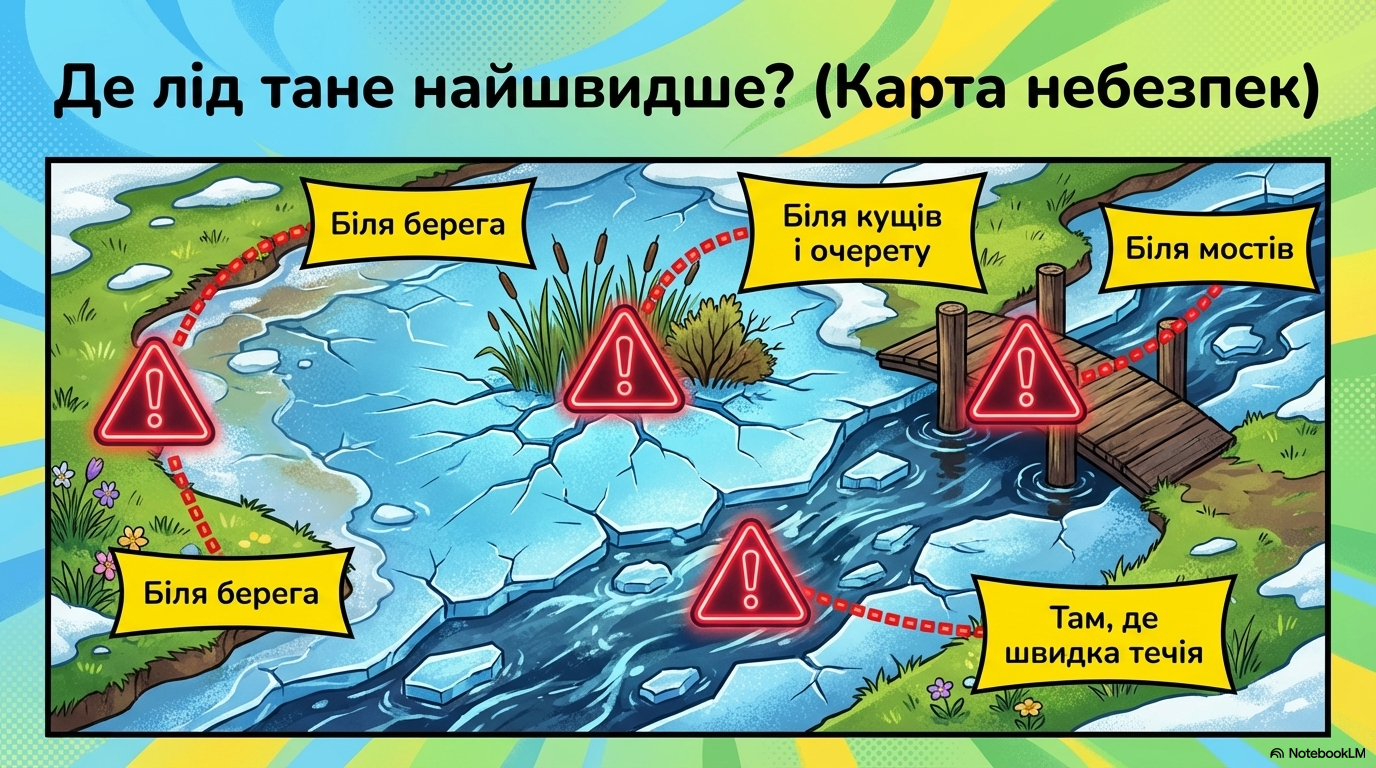 Де лід тане найшвидше? (Карта небезпек)
Біля берега
Біля кущів
і очерету
Біля мостів
Біля берега
Там, де
швидка течія
NotebookLM